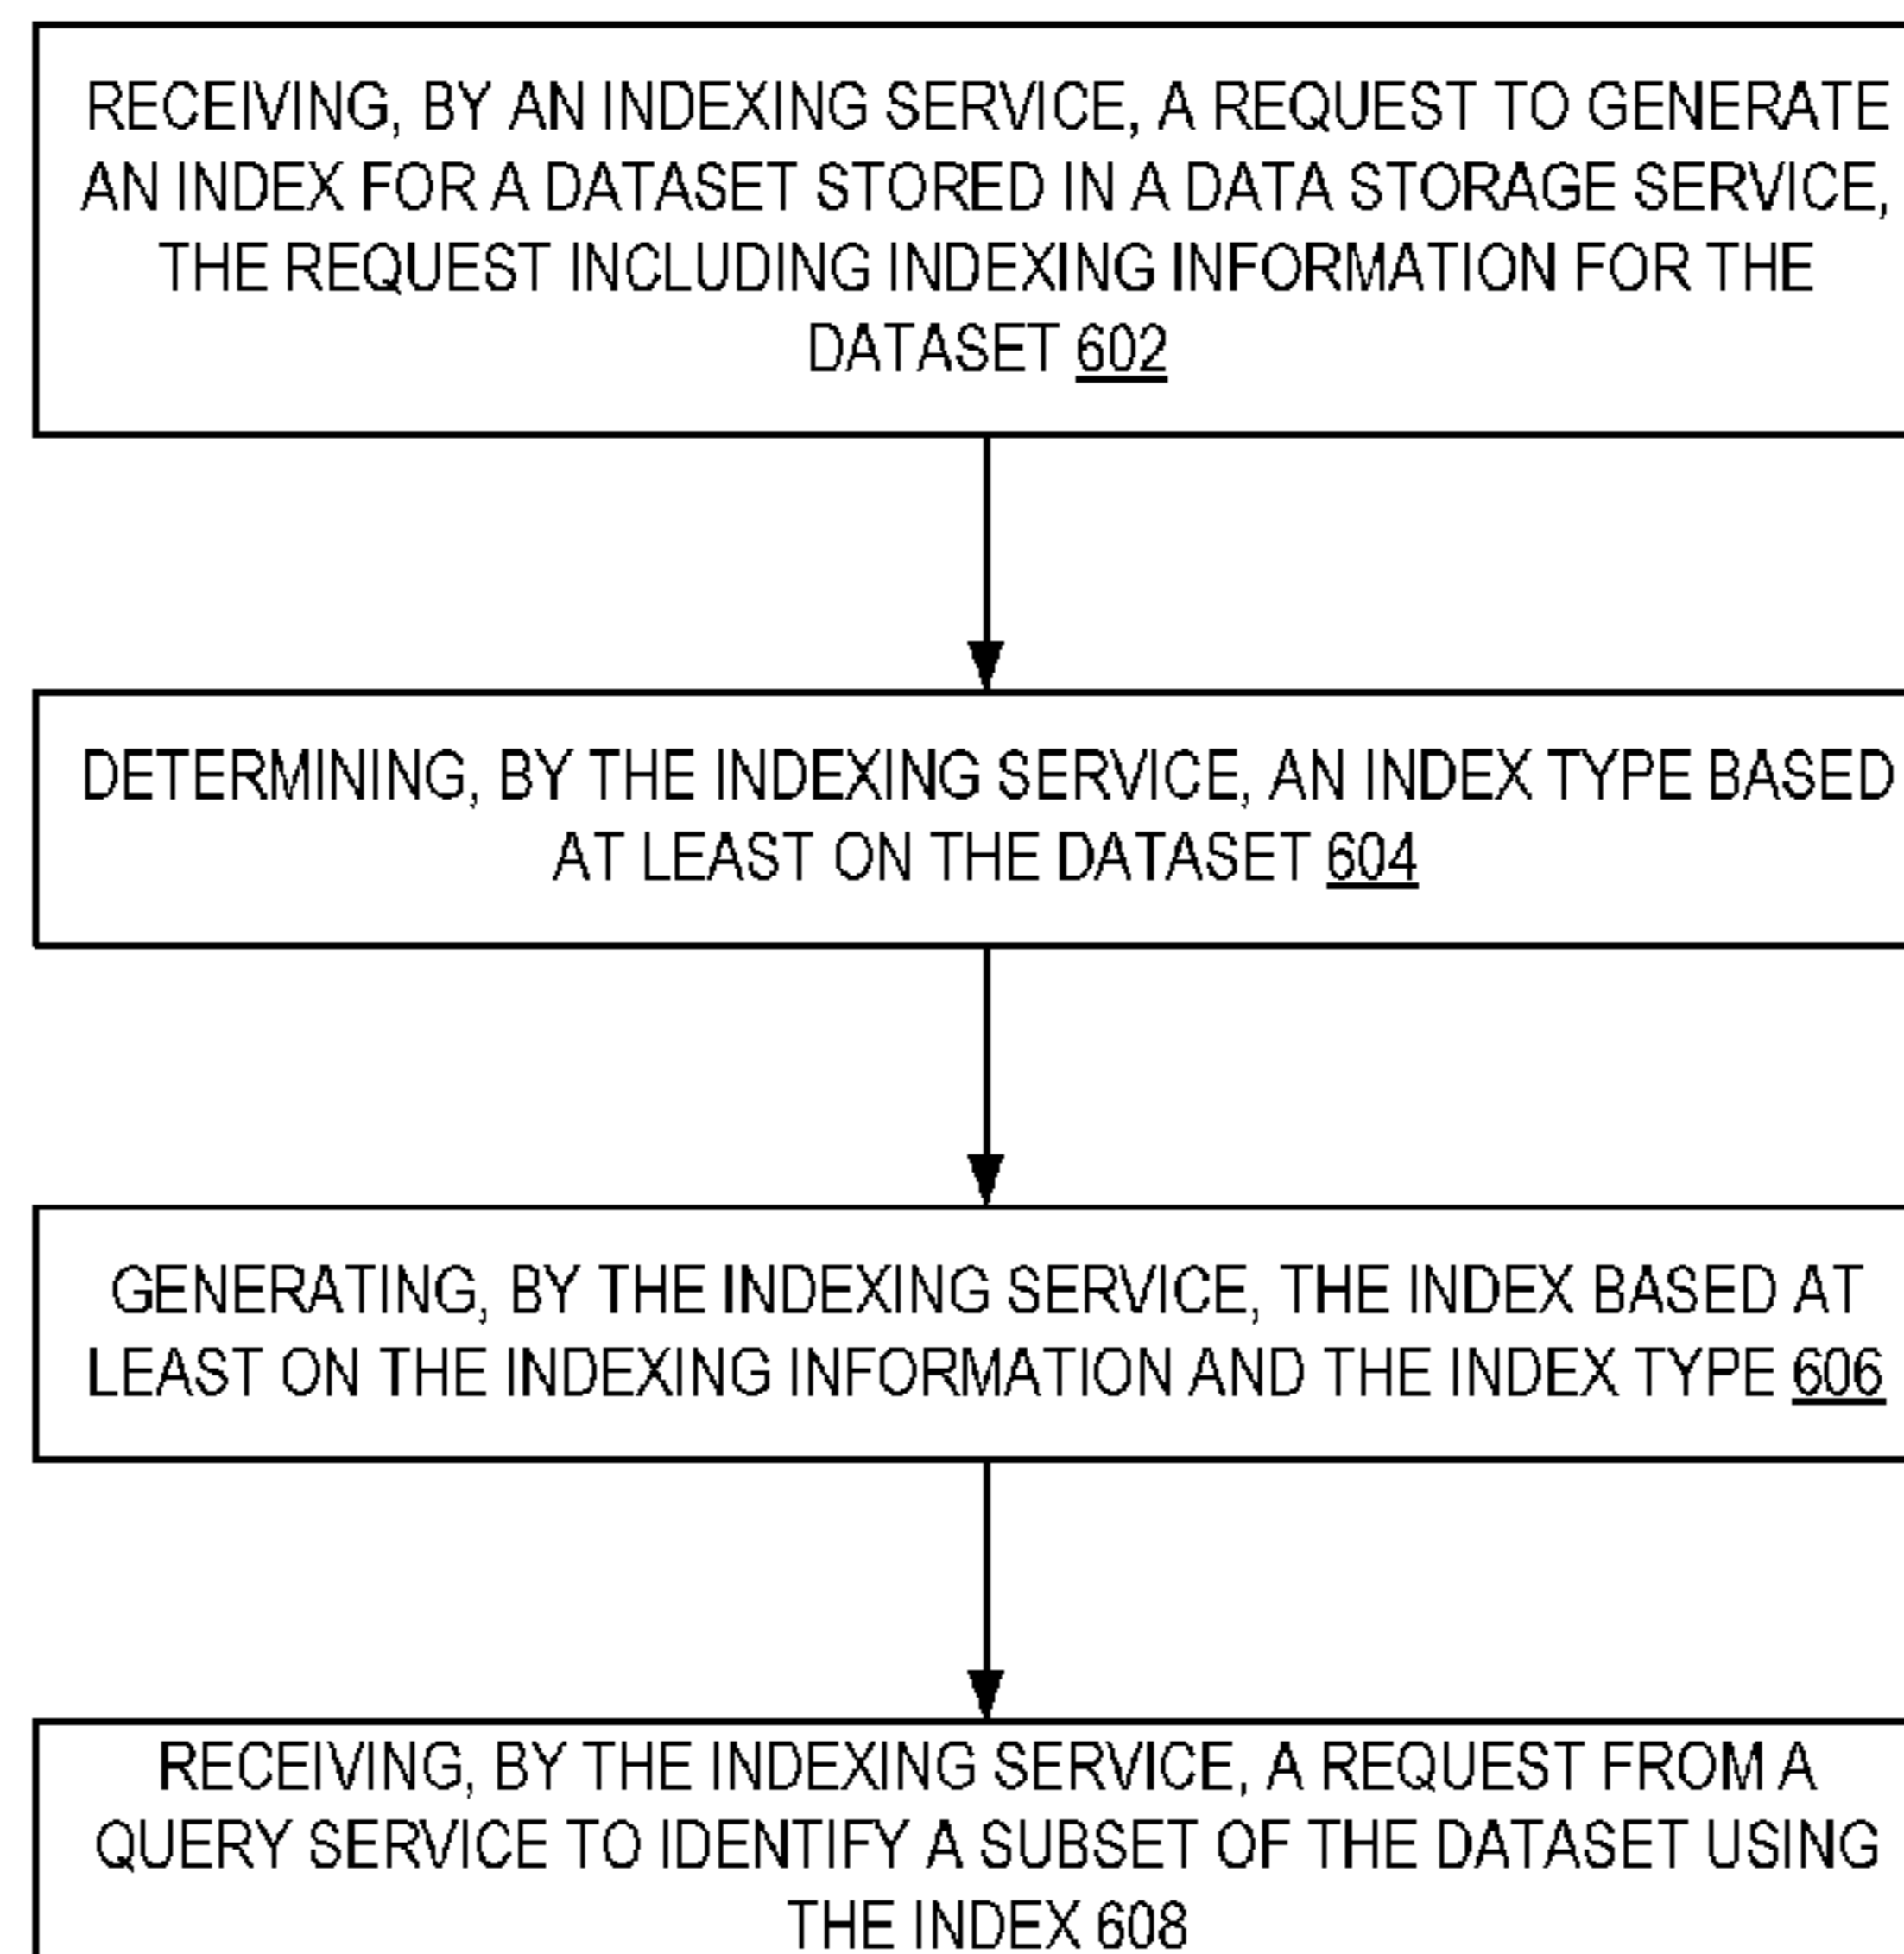 RECEIVING, BY AN INDEXING SERVICE, A REQUEST TO GENERATE
AN INDEX FOR A DATASET STORED IN A DATA STORAGE SERVICE,
THE REQUEST INCLUDING INDEXING INFORMATION FOR THE
DATASET 602
DETERMINING, BY THE INDEXING SERVICE, AN INDEX TYPE BASED
AT LEAST ON THE DATASET 604
GENERATING, BY THE INDEXING SERVICE, THE INDEX BASED AT
LEAST ON THE INDEXING INFORMATION AND THE INDEX TYPE 606
RECEIVING, BY THE INDEXING SERVICE, A REQUEST FROM A
QUERY SERVICE TO IDENTIFY A SUBSET OF THE DATASET USING
THE INDEX 608